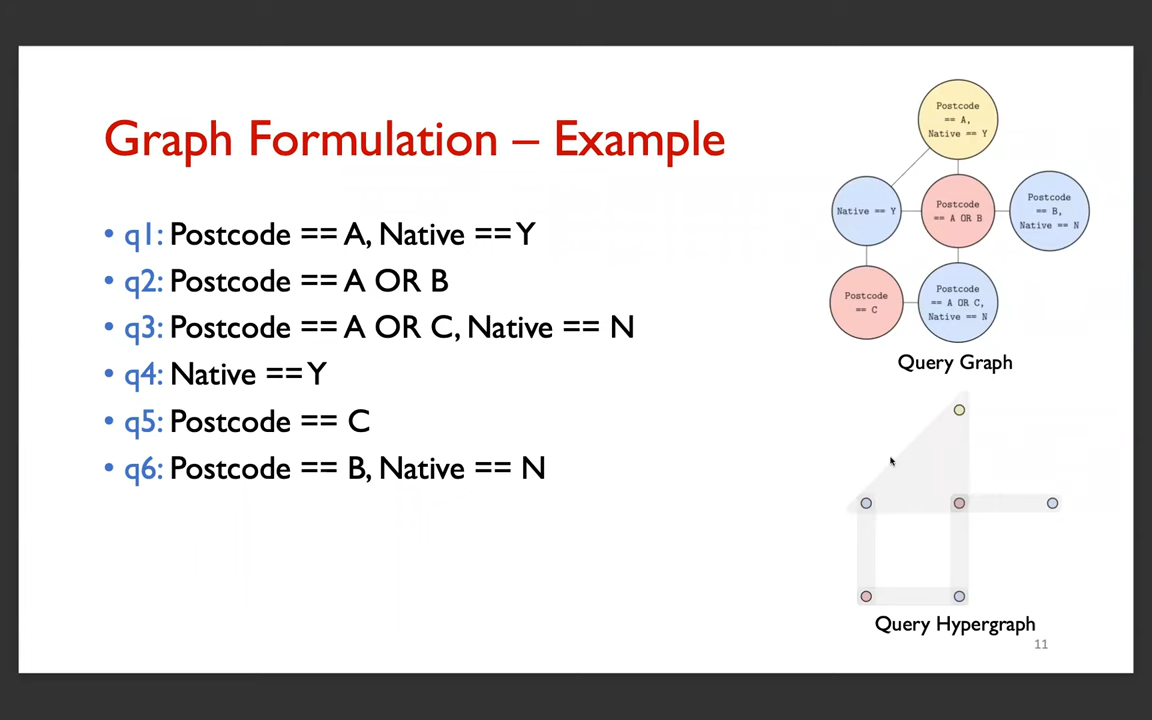 Graph Formulation – Example
• q1: Postcode == A, Native == Y
• q2: Postcode == A OR B
• q3: Postcode == A OR C, Native == N
• q4: Native == Y
• q5: Postcode == C
• q6: Postcode == B, Native == N
Postcode
== A,
Native == Y
Native == Y
Postcode
== A OR B
Postcode
== B,
Native == N
Postcode
== C
Postcode
== A OR C,
Native == N
Query Graph
Query Hypergraph
11